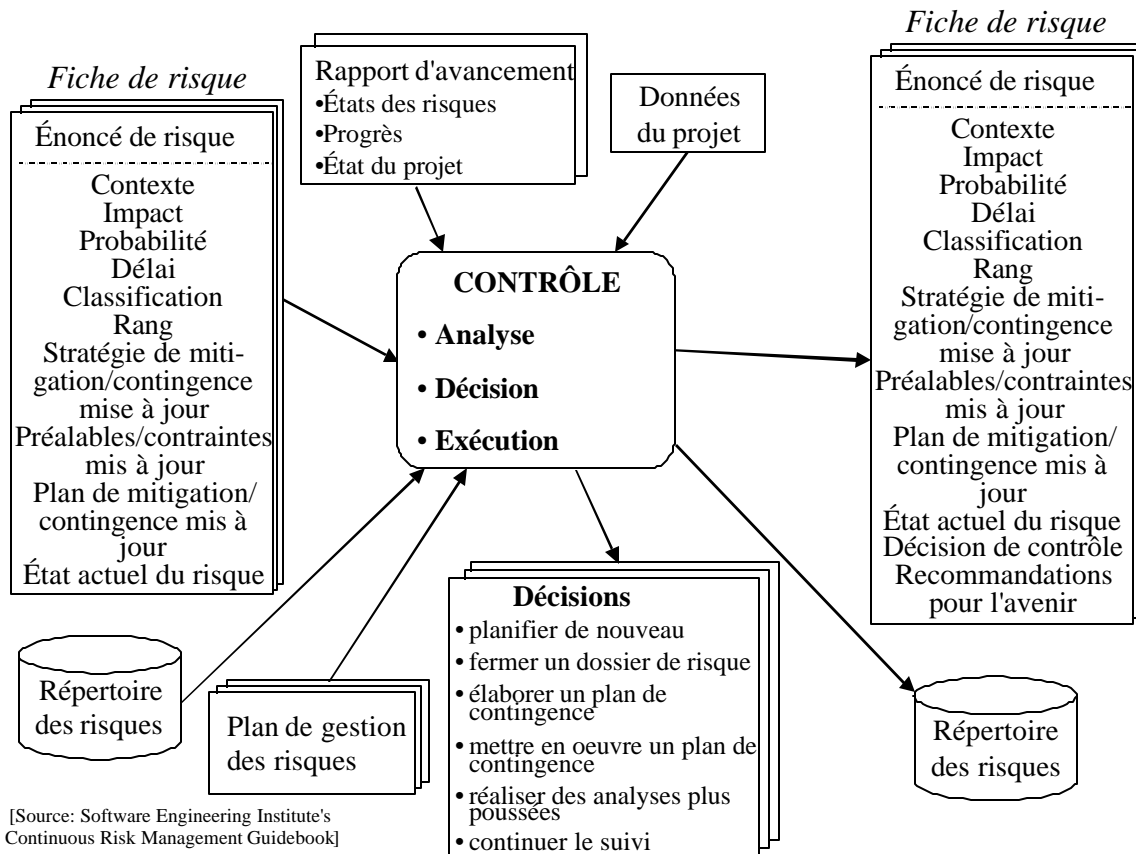 Fiche de risque
Énoncé de risque
Contexte
Impact
Probabilité
Délai
Classification
Rang
Stratégie de miti-
gation/contingence
mise à jour
Préalables/contraintes
mis à jour
Plan de mitigation/
contingence mis à
jour
État actuel du risque
Rapport d'avancement
•États des risques
•Progrès
•État du projet
Données
du projet
CONTRÔLE
• Analyse
• Décision
• Exécution
Fiche de risque
Énoncé de risque
Contexte
Impact
Probabilité
Délai
Classification
Rang
Stratégie de miti-
gation/contingence
mise à jour
Préalables/contraintes
mis à jour
Plan de mitigation/
contingence mis à
jour
État actuel du risque
Décision de contrôle
Recommandations
pour l'avenir
Répertoire
des risques
Plan de gestion
des risques
Décisions
• planifier de nouveau
• fermer un dossier de risque
• élaborer un plan de
contingence
• mettre en oeuvre un plan de
contingence
• réaliser des analyses plus
poussées
• continuer le suivi
Répertoire
des risques
[Source: Software Engineering Institute's
Continuous Risk Management Guidebook]